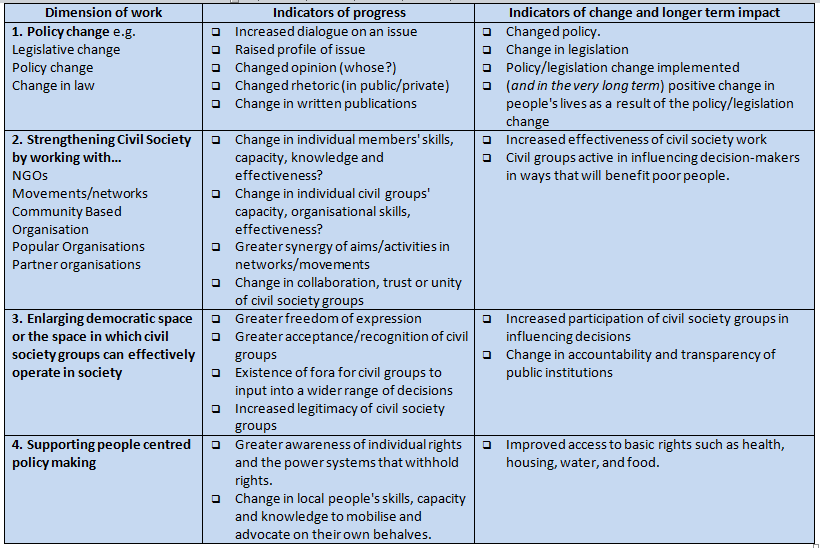 Dimension of work
Indicators of progress
Indicators of change and longer term impact
1. Policy change e.g.
Legislative change
Policy change
Change in law
❑ Increased dialogue on an issue
❑ Raised profile of issue
❑ Changed opinion (whose?)
❑ Changed rhetoric (in public/private)
❑ Change in written publications
❑ Changed policy.
❑ Change in legislation
❑ Policy/legislation change implemented
❑ (and in the very long term) positive change in
people's lives as a result of the policy/legislation
change
2. Strengthening Civil Society
by working with...
NGOs
Movements/networks
Community Based
Organisation
Popular Organisations
Partner organisations
❑ Change in individual members' skills,
capacity, knowledge and
effectiveness?
❑ Change in individual civil groups'
capacity, organisational skills,
effectiveness?
❑ Greater synergy of aims/activities in
networks/movements
❑ Change in collaboration, trust or unity
of civil society groups
❑ Increased effectiveness of civil society work
❑ Civil groups active in influencing decision-makers
in ways that will benefit poor people.
3. Enlarging democratic space
or the space in which civil
society groups can effectively
operate in society
❑ Greater freedom of expression
❑ Greater acceptance/recognition of civil
groups
❑ Existence of fora for civil groups to
input into a wider range of decisions
❑ Increased legitimacy of civil society
groups
❑ Increased participation of civil society groups in
influencing decisions
❑ Change in accountability and transparency of
public institutions
4. Supporting people centred
policy making
❑ Greater awareness of individual rights
and the power systems that withhold
rights.
❑ Change in local people's skills, capacity
and knowledge to mobilise and
advocate on their own behalves.
❑ Improved access to basic rights such as health,
housing, water, and food.